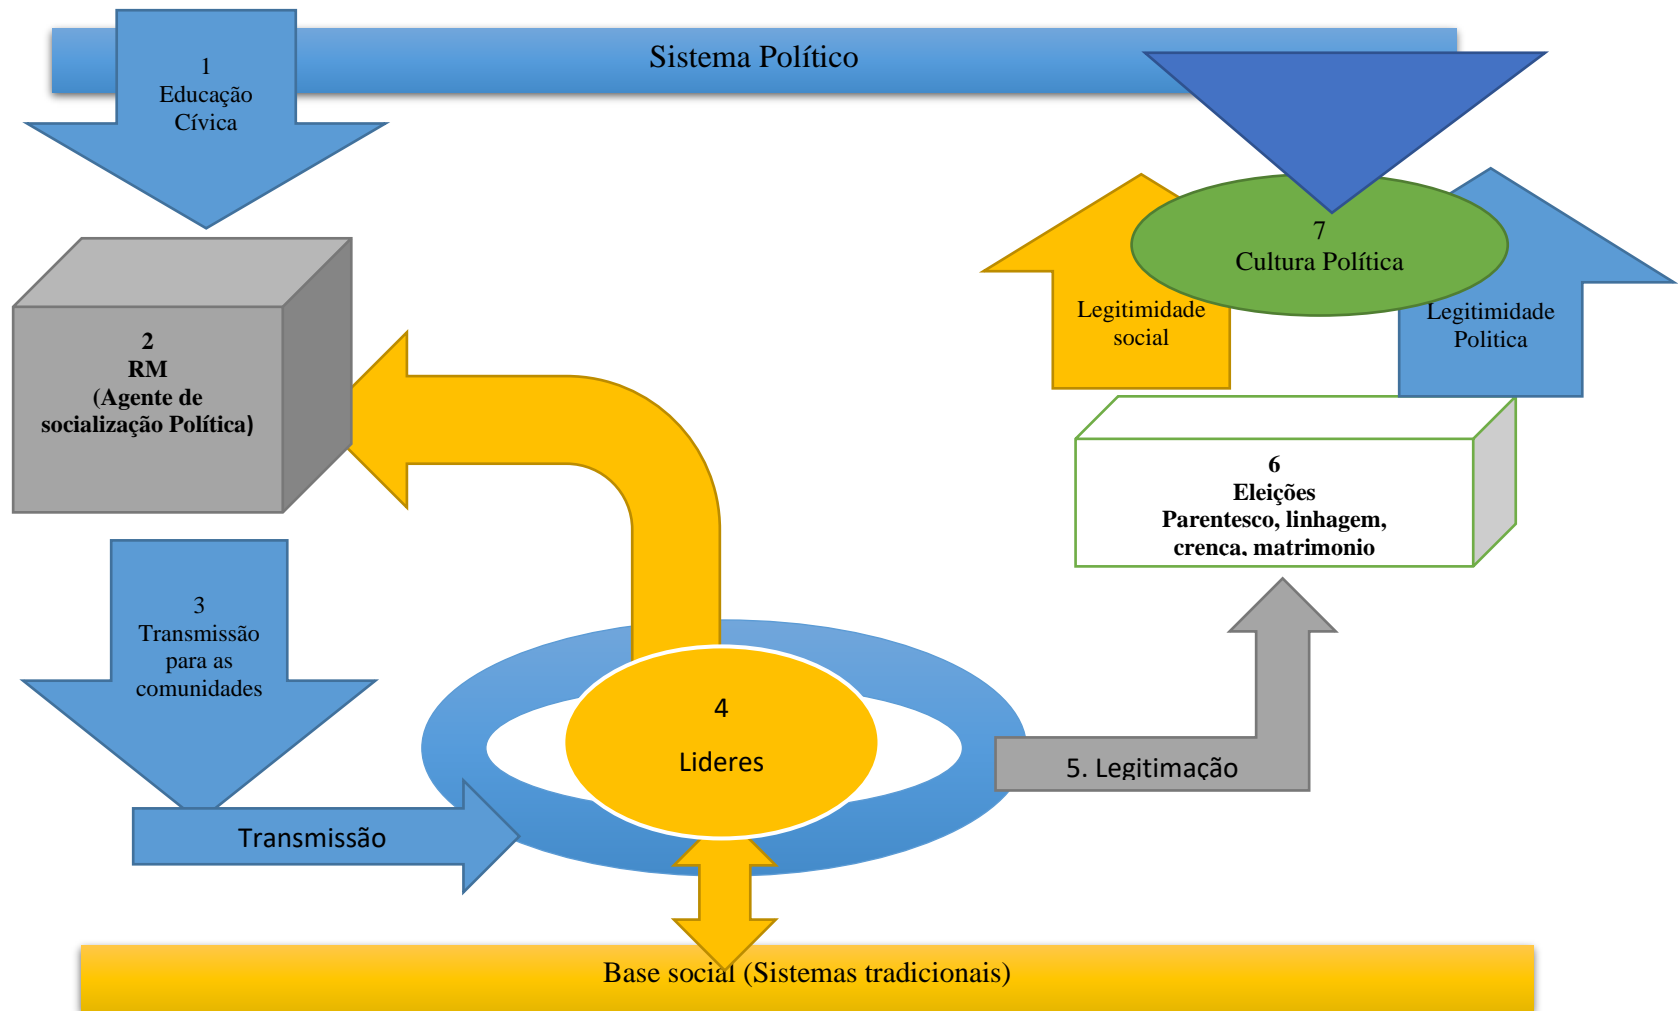 Sistema Político
1
Educação
Cívica
2
RM
(Agente de
socialização Política)
3
Transmissão
para as
comunidades
Transmissão
4
Lideres
5. Legitimação
6
Eleições
Parentesco, linhagem,
crença, matrimonio
Legitimidade
social
Legitimidade
Politica
7
Cultura Política
Base social (Sistemas tradicionais)